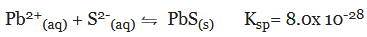 Pb²⁺(aq) + S²⁻(aq) ⇋ PbS(s) Ksp= 8.0x 10⁻²⁸